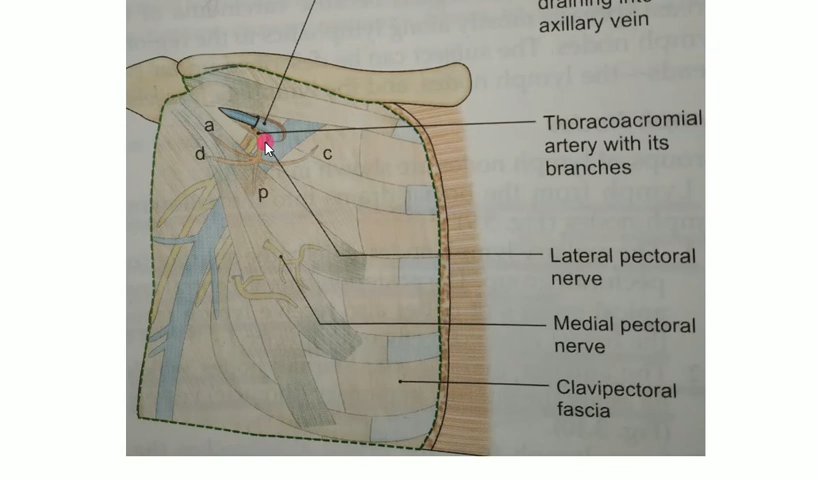 draining into
axillary vein
Thoracoacromial
artery with its
branches
a
d
c
p
Lateral pectoral
nerve
Medial pectoral
nerve
Clavipectoral
fascia